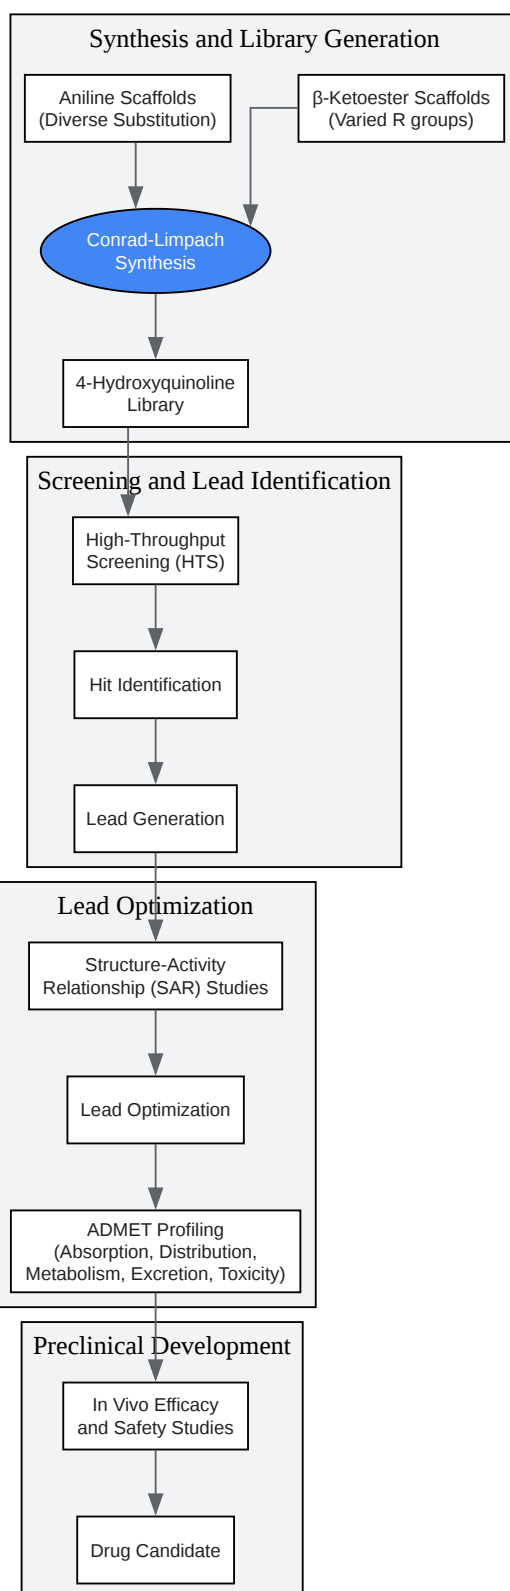 Synthesis and Library Generation
Aniline Scaffolds
(Diverse Substitution)
β-Ketoester Scaffolds
(Varied R groups)
Conrad-Limpach
Synthesis
4-Hydroxyquinoline
Library
Screening and Lead Identification
High-Throughput
Screening (HTS)
Hit Identification
Lead Generation
Lead Optimization
Structure-Activity
Relationship (SAR) Studies
Lead Optimization
ADMET Profiling
(Absorption, Distribution,
Metabolism, Excretion, Toxicity)
Preclinical Development
In Vivo Efficacy
and Safety Studies
Drug Candidate